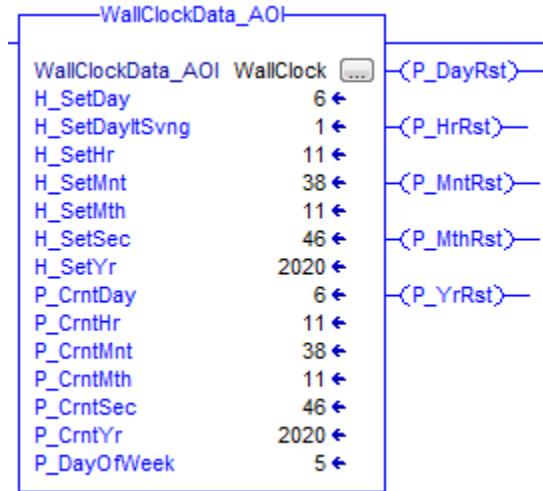 WallClockData_AOI
WallClockData_AOI WallClock ... P_DayRst
H_SetDay 6
H_SetDayltSvng 1 P_HrRst
H_SetHr 11
H_SetMnt 38 P_MntRst
H_SetMth 11
H_SetSec 46 P_MthRst
H_SetYr 2020
P_CrntDay 6 P_YrRst
P_CrntHr 11
P_CrntMnt 38
P_CrntMth 11
P_CrntSec 46
P_CrntYr 2020
P_DayOfWeek 5